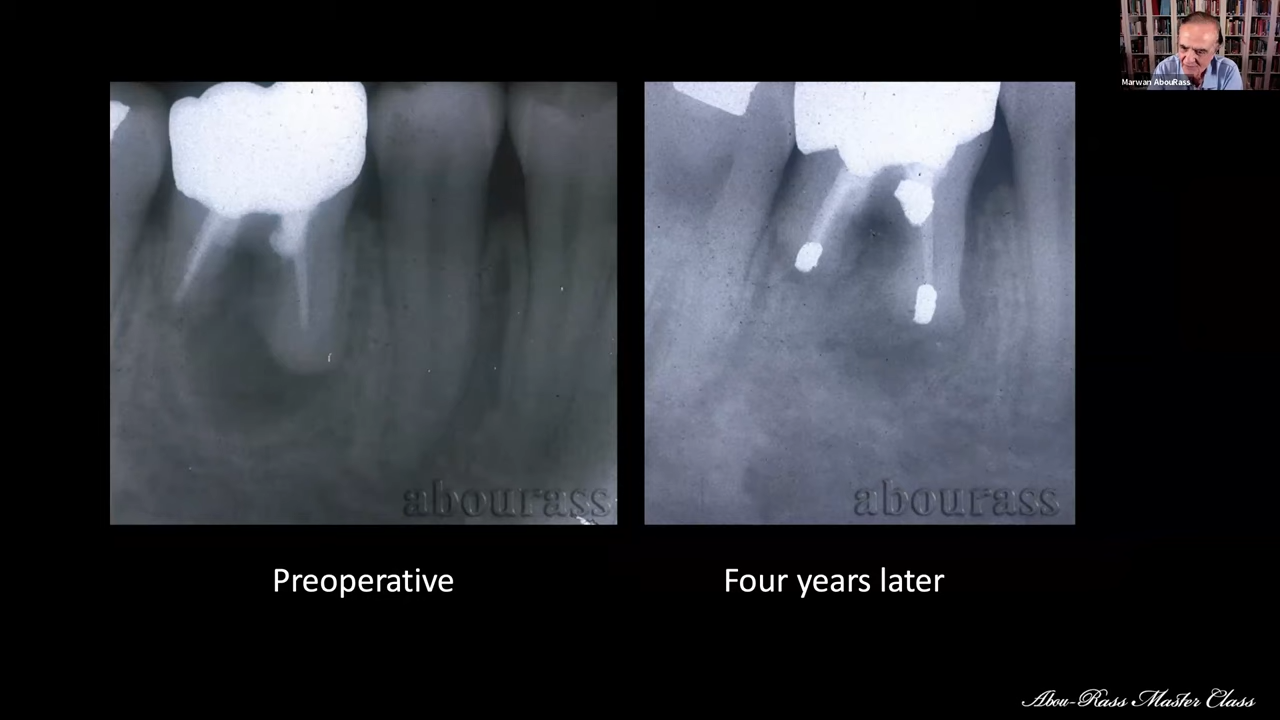 Marwan AbouRass
abourass
abourass
Preoperative
Four years later
Abou-Rass Master Class